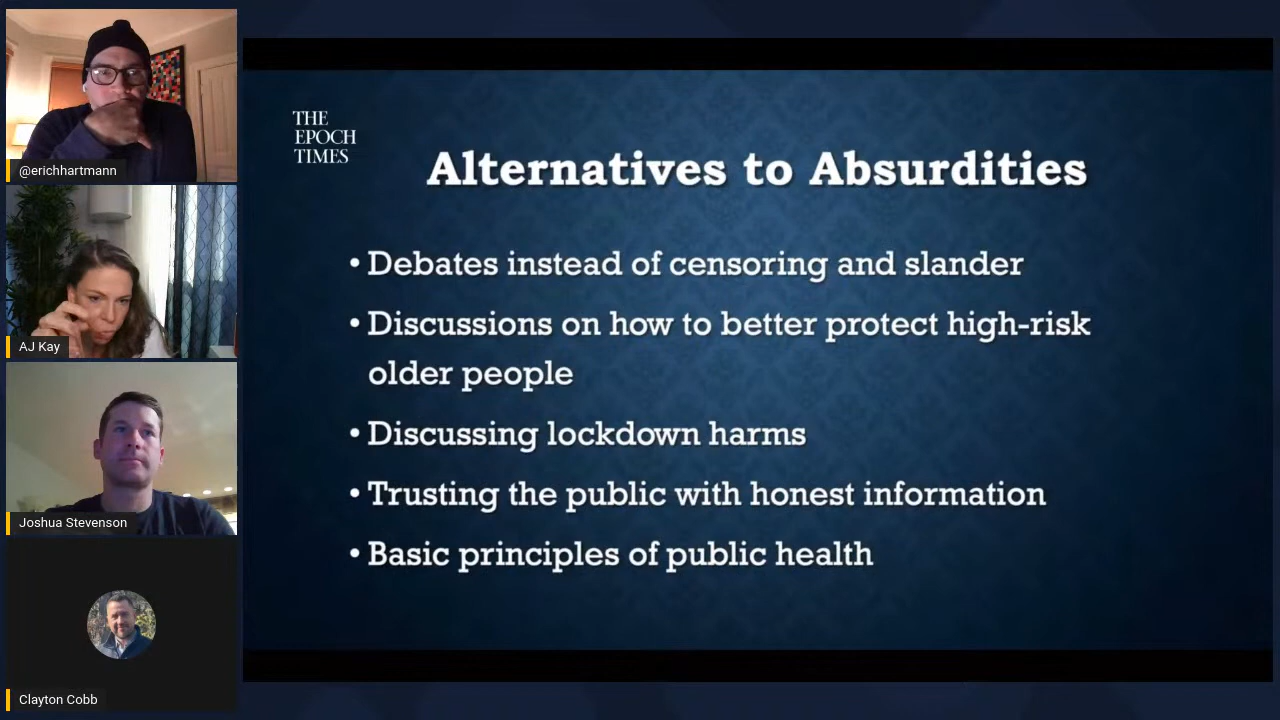 @erichhartmann
AJ Kay
Joshua Stevenson
Clayton Cobb
THE
EPOCH
TIMES
Alternatives to Absurdities
• Debates instead of censoring and slander
• Discussions on how to better protect high-risk
older people
• Discussing lockdown harms
• Trusting the public with honest information
• Basic principles of public health